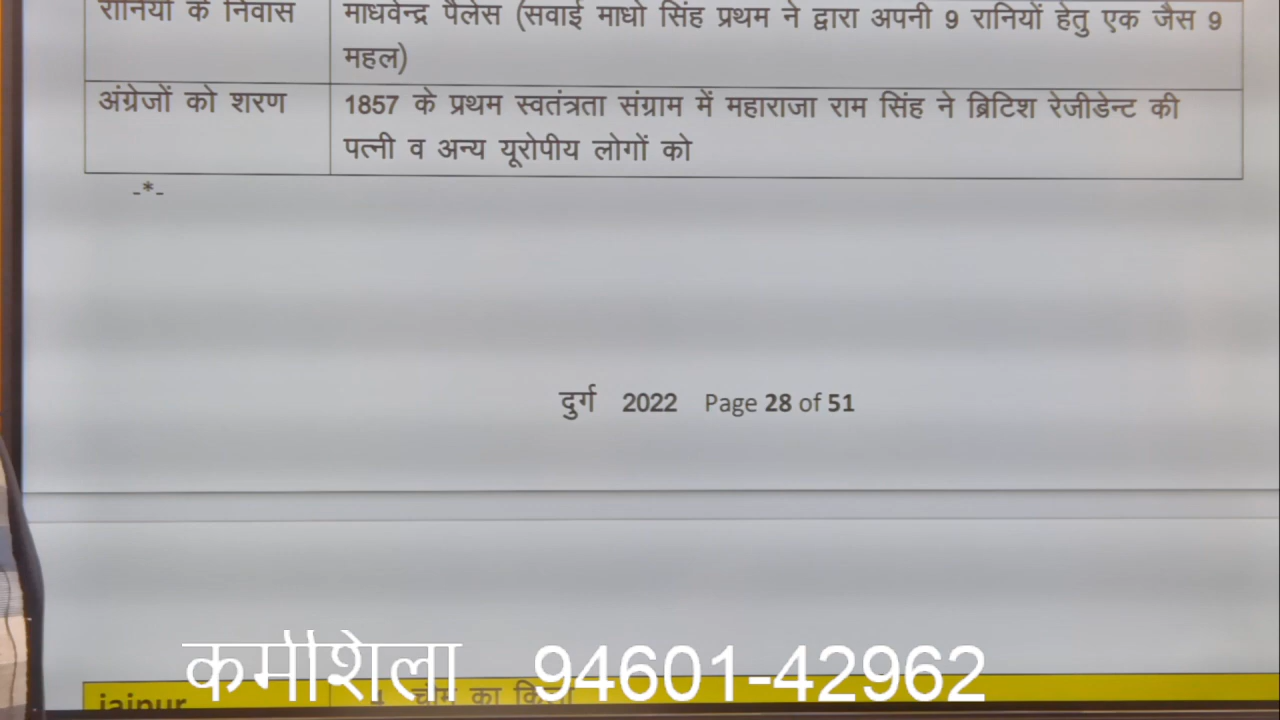 रानियों के निवास
माधवेन्द्र पैलेस (सवाई माधो सिंह प्रथम ने द्वारा अपनी 9 रानियों हेतु एक जैस 9
महल)
अंग्रेजों को शरण
1857 के प्रथम स्वतंत्रता संग्राम में महाराजा राम सिंह ने ब्रिटिश रेजीडेन्ट की
पत्नी व अन्य यूरोपीय लोगों को
-*-
दुर्ग 2022 Page 28 of 51
कर्मशिला 94601-42962
jaipur
का